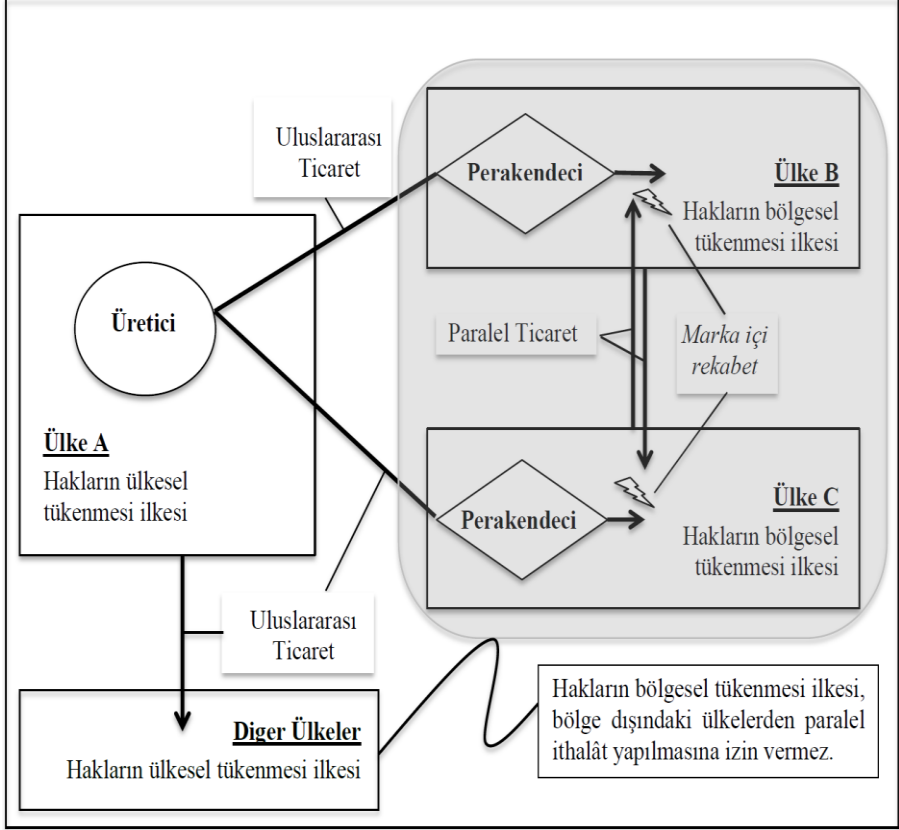 Uluslararası
Ticaret
Perakendeci
Ülke B
Hakların bölgesel
tükenmesi ilkesi
Üretici
Ülke A
Hakların ülkesel
tükenmesi ilkesi
Paralel Ticaret
Marka içi
rekabet
Perakendeci
Ülke C
Hakların bölgesel
tükenmesi ilkesi
Uluslararası
Ticaret
Diger Ülkeler
Hakların ülkesel tükenmesi ilkesi
Hakların bölgesel tükenmesi ilkesi,
bölge dışındaki ülkelerden paralel
ithalât yapılmasına izin vermez.